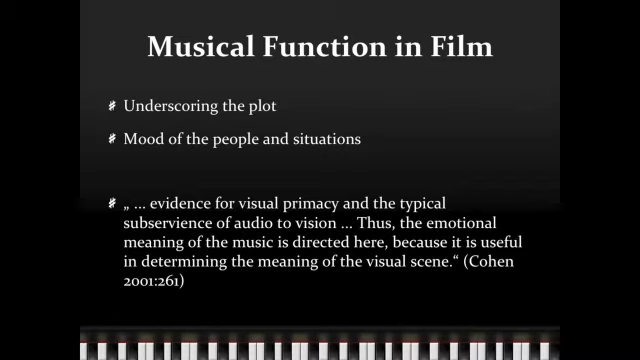 Musical Function in Film
Underscoring the plot
Mood of the people and situations
„ ... evidence for visual primacy and the typical
subservience of audio to vision ... Thus, the emotional
meaning of the music is directed here, because it is useful
in determining the meaning of the visual scene.“ (Cohen
2001:261)